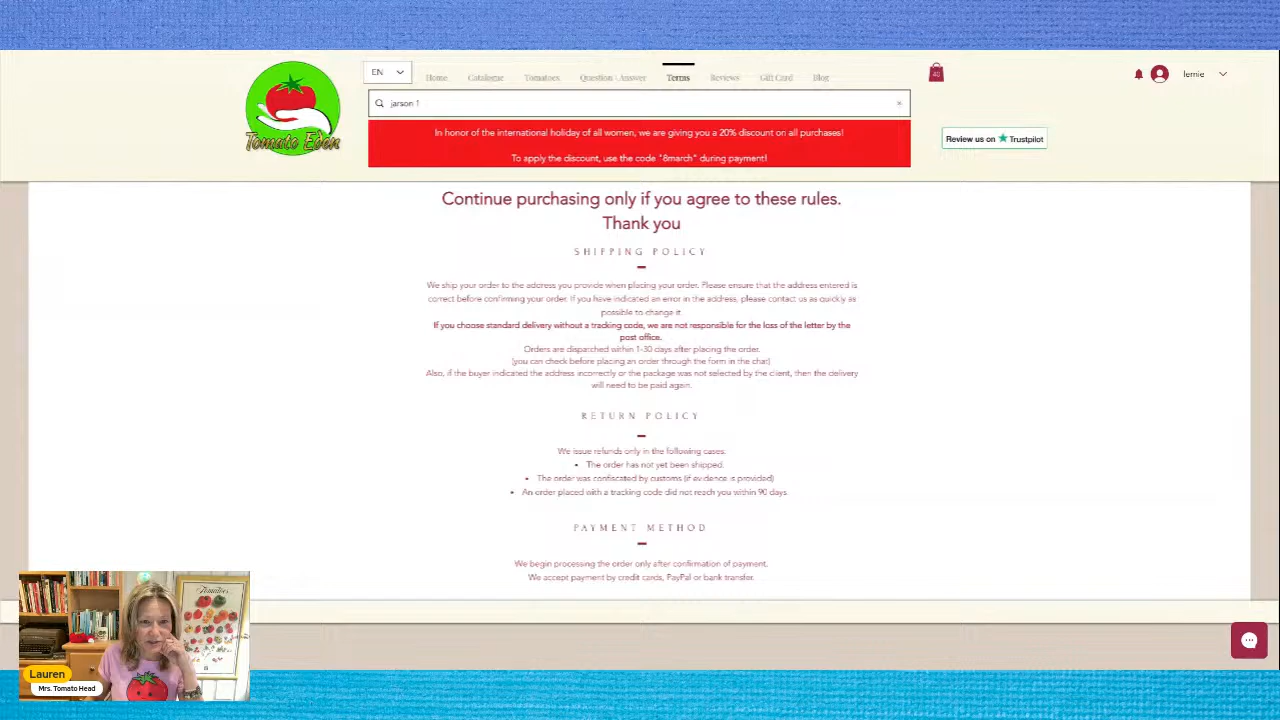 EN
Home Catalogue Tomatoes Question \ Answer Terms Reviews Gift Card Blog
lernie
jarson 1
Tomato Eden
In honor of the international holiday of all women, we are giving you a 20% discount on all purchases!
To apply the discount, use the code "8march" during payment!
Review us on Trustpilot
Continue purchasing only if you agree to these rules.
Thank you
SHIPPING POLICY
We ship your order to the address you provide when placing your order. Please ensure that the address entered is
correct before confirming your order. If you have indicated an error in the address, please contact us as quickly as
possible to change it.
If you choose standard delivery without a tracking code, we are not responsible for the loss of the letter by the
post office.
Orders are dispatched within 1-30 days after placing the order.
(you can check before placing an order through the form in the chat)
Also, if the buyer indicated the address incorrectly or the package was not selected by the client, then the delivery
will need to be paid again.
RETURN POLICY
We issue refunds only in the following cases.
• The order has not yet been shipped.
• The order was confiscated by customs (if evidence is provided)
• An order placed with a tracking code did not reach you within 90 days
PAYMENT METHOD
We begin processing the order only after confirmation of payment.
We accept payment by credit cards, PayPal or bank transfer.
Tomatoes
Lauren
Mrs. Tomato Head